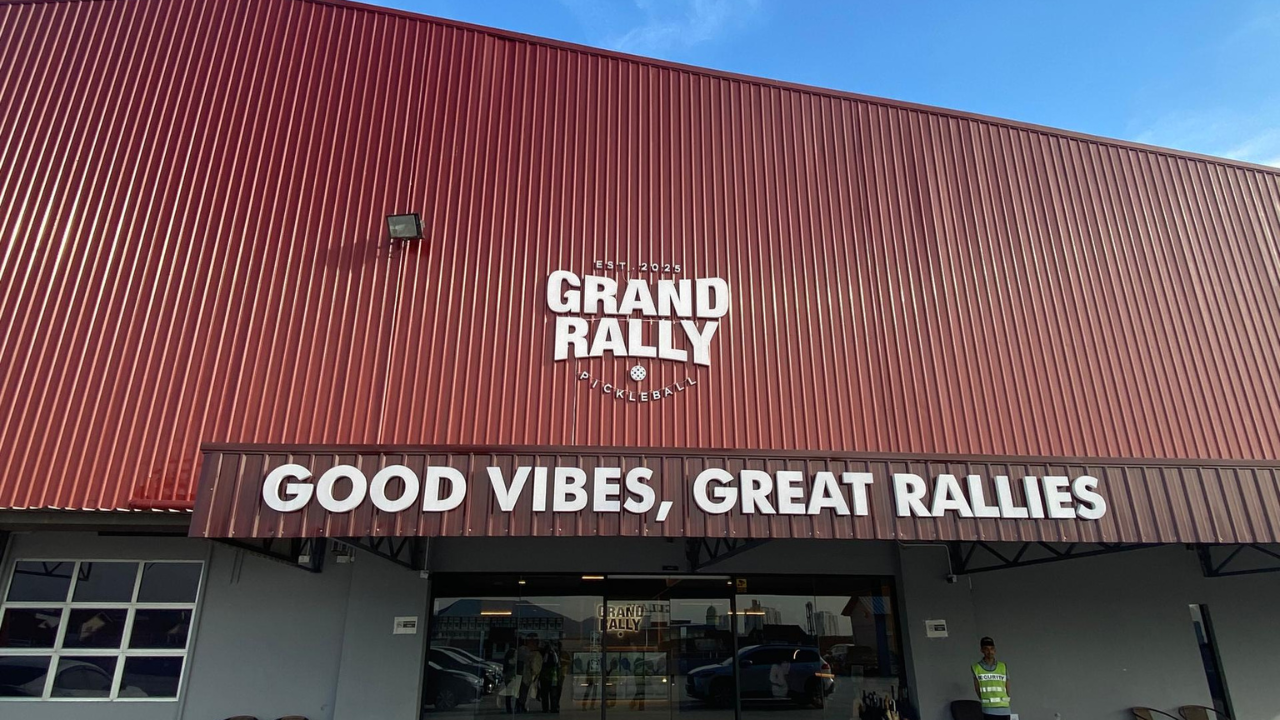 EST. 2025
GRAND
RALLY
PICKLEBALL
GOOD VIBES, GREAT RALLIES
GRAND
RALLY
SECURITY